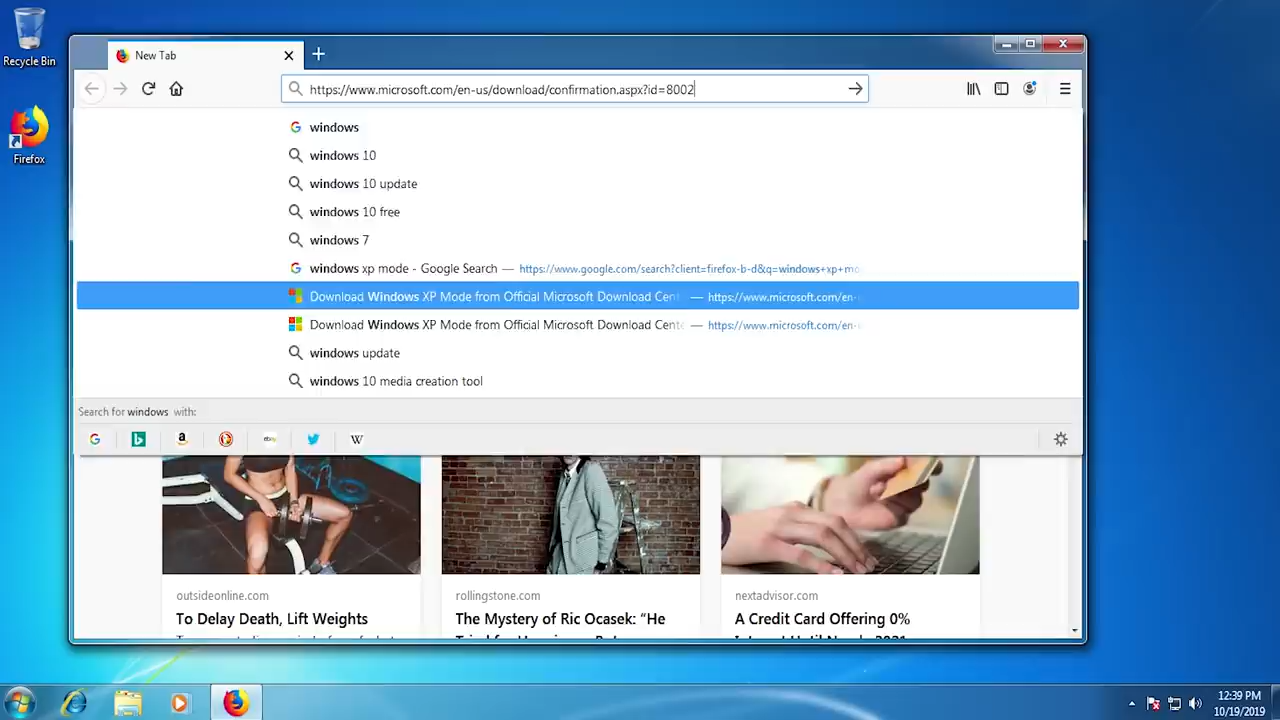 Recycle Bin
Firefox
New Tab
https://www.microsoft.com/en-us/download/confirmation.aspx?id=8002
windows
windows 10
windows 10 update
windows 10 free
windows 7
windows xp mode - Google Search — https://www.google.com/search?client=firefox-b-d&q=windows+xp+mo
Download Windows XP Mode from Official Microsoft Download Cent — https://www.microsoft.com/en-
Download Windows XP Mode from Official Microsoft Download Cente — https://www.microsoft.com/en-
windows update
windows 10 media creation tool
Search for windows with:
ebay
W
outsideonline.com
rollingstone.com
nextadvisor.com
To Delay Death, Lift Weights
The Mystery of Ric Ocasek: “He
A Credit Card Offering 0%
12:39 PM
10/19/2019